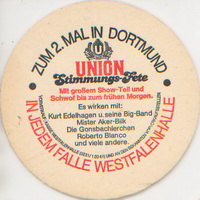 • ZUM 2. MAL IN DORTMUND •
UNION
Stimmungs-Fete
Mit großem Show-Teil und
Schwof bis zum frühen Morgen.
Es wirken mit:
Kurt Edelhagen u. seine Big-Band
Mister Aker-Bilk
Die Gonsbachlerchen
Roberto Blanco
und viele andere.
IN JEDEM FALLE WESTFALENHALLE